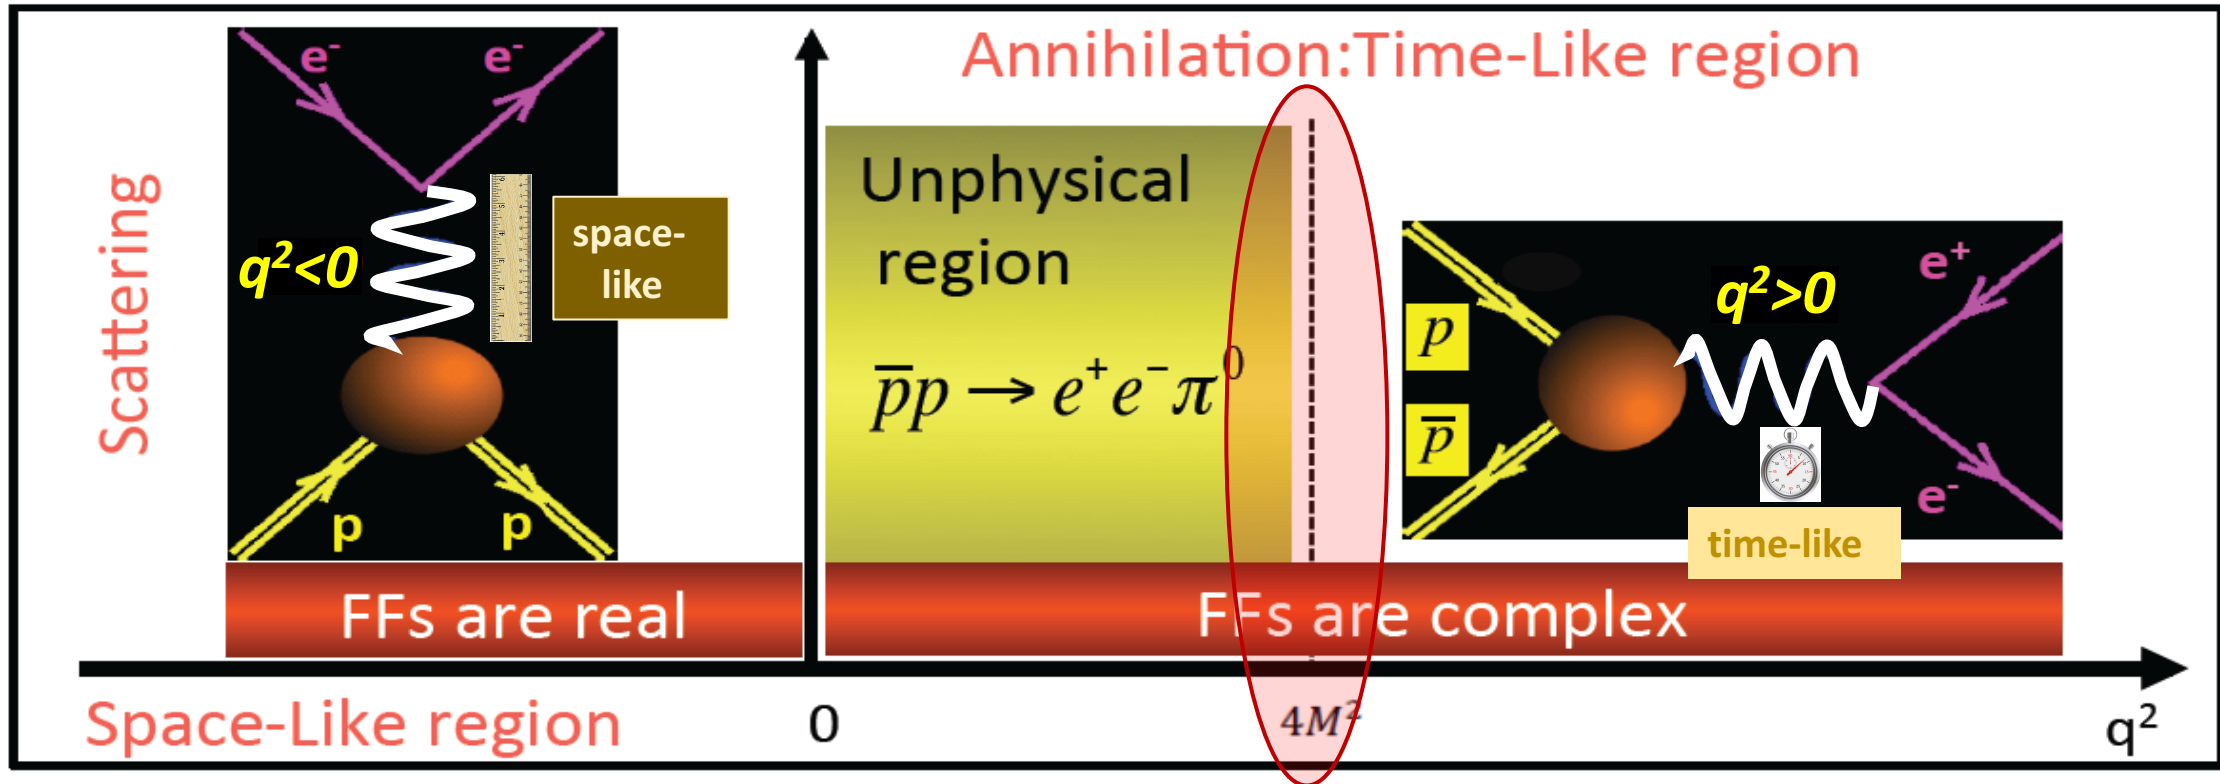 Annihilation:Time-Like region
Scattering
e⁻ e⁻
q²<0
space-
like
p p
FFs are real
Unphysical
region
p̅p → e⁺e⁻π⁰
p
p̅
q²>0
e⁺
e⁻
time-like
FFs are complex
Space-Like region
0
4M²
q²